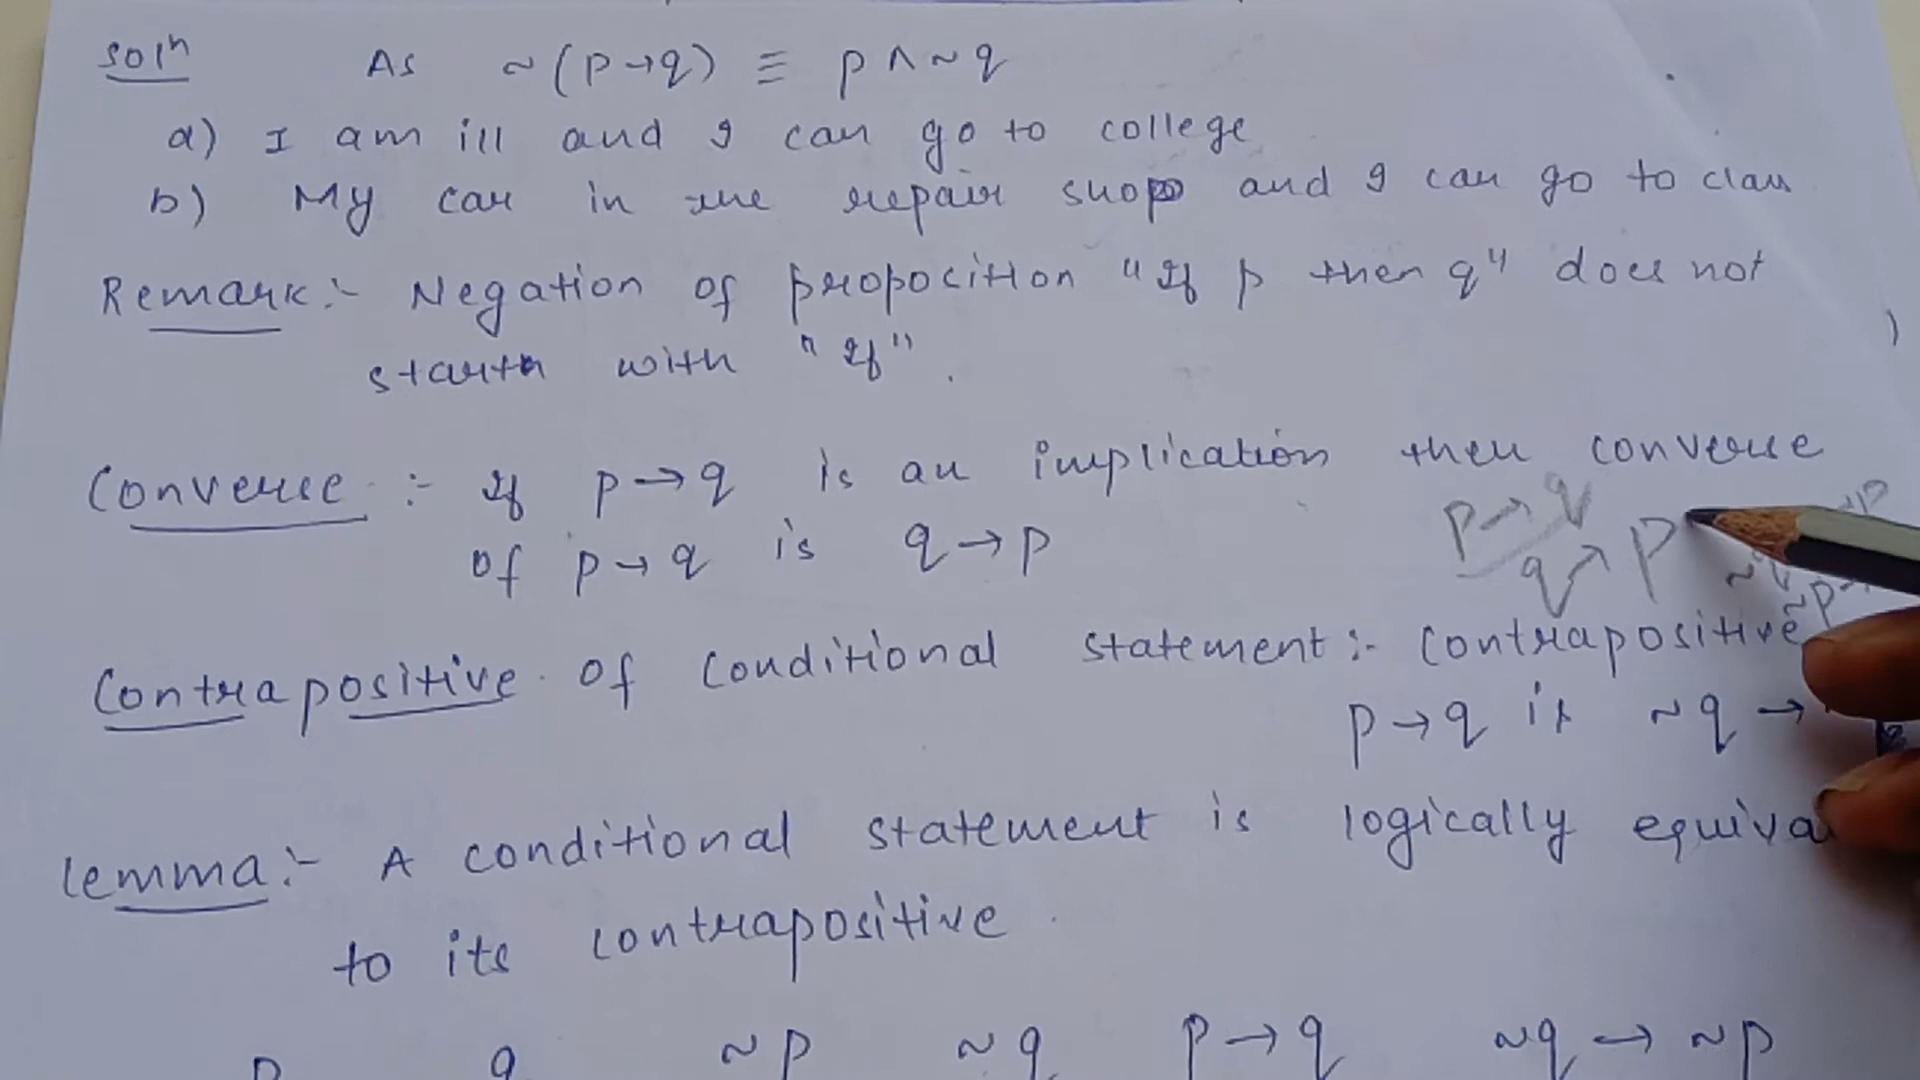 Soln As ~(p→q) ≡ p∧~q
a) I am ill and I can go to college
b) My car in the repair shop and I can go to class
Remark:- Negation of propocition "If p then q" does not
start with "If".
Converse :- If p→q is an implication then converse
of p→q is q→p
p→q
q→p
Contrapositive of conditional statement:- Contrapositive
p→q is ~q→
Lemma:- A conditional statement is logically equiva
to its contrapositive.
p q ~p ~q p→q ~q→~p